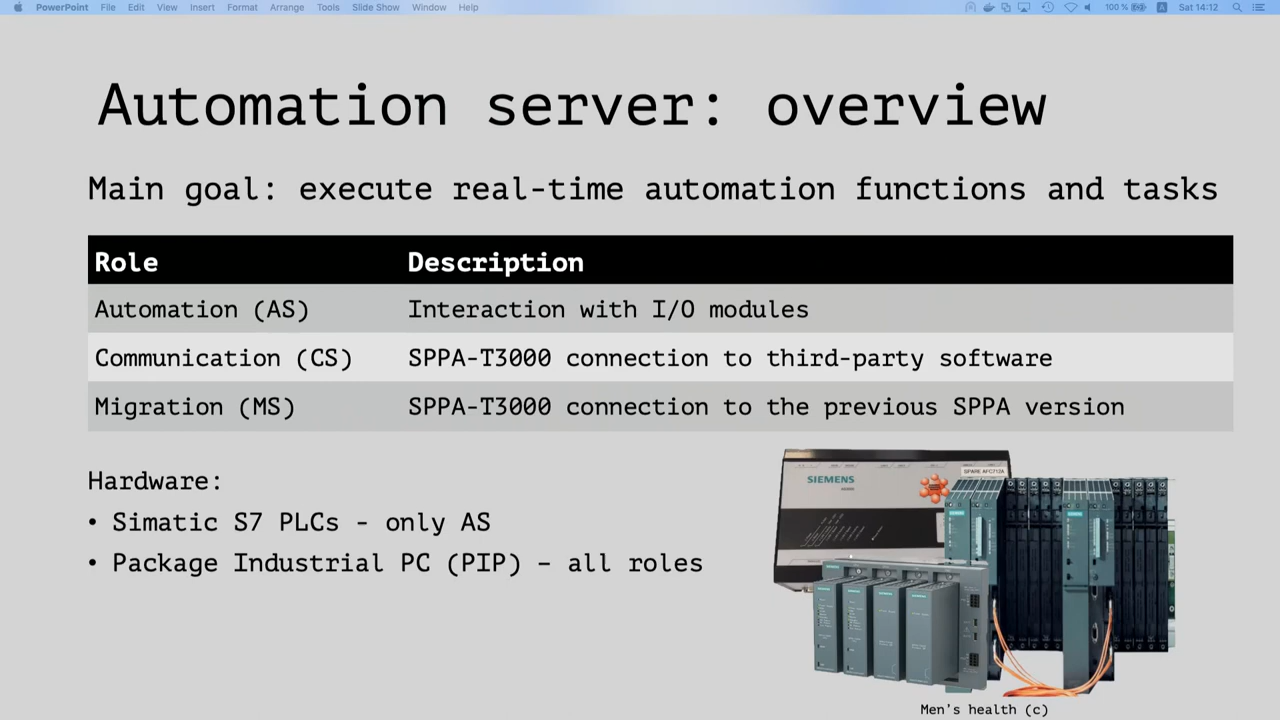 PowerPoint File Edit View Insert Format Arrange Tools Slide Show Window Help 100 % A Sat 14:12
Automation server: overview
Main goal: execute real-time automation functions and tasks
Role Description
Automation (AS) Interaction with I/O modules
Communication (CS) SPPA-T3000 connection to third-party software
Migration (MS) SPPA-T3000 connection to the previous SPPA version
Hardware:
• Simatic S7 PLCs - only AS
• Package Industrial PC (PIP) – all roles
SIEMENS
SPARE AFC712A
Men's health (c)